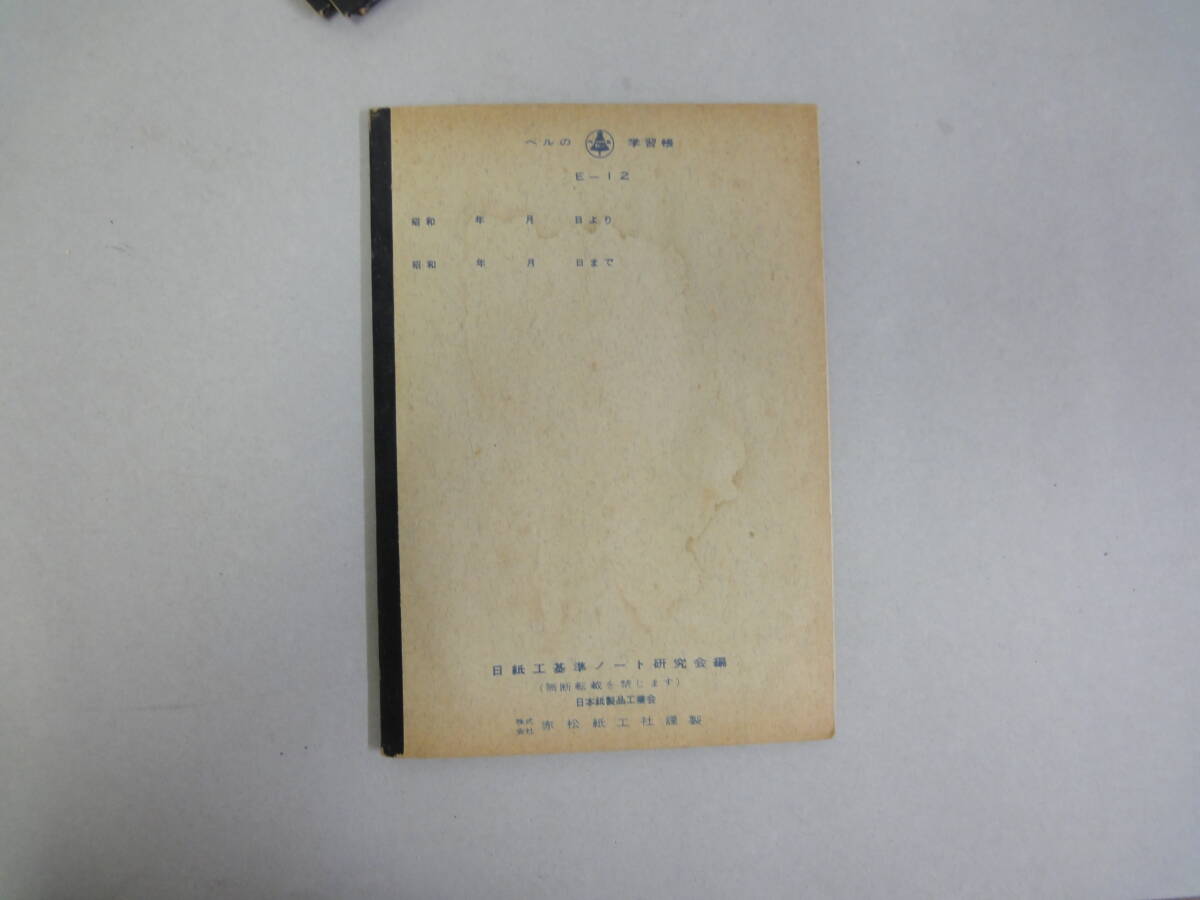 ベルの 学習帳
E-12
昭和 年 月 日より
昭和 年 月 日まで
日紙工基準ノート研究会編
(無断転載を禁じます)
日本紙製品工業会
株式会社 赤松紙工社謹製